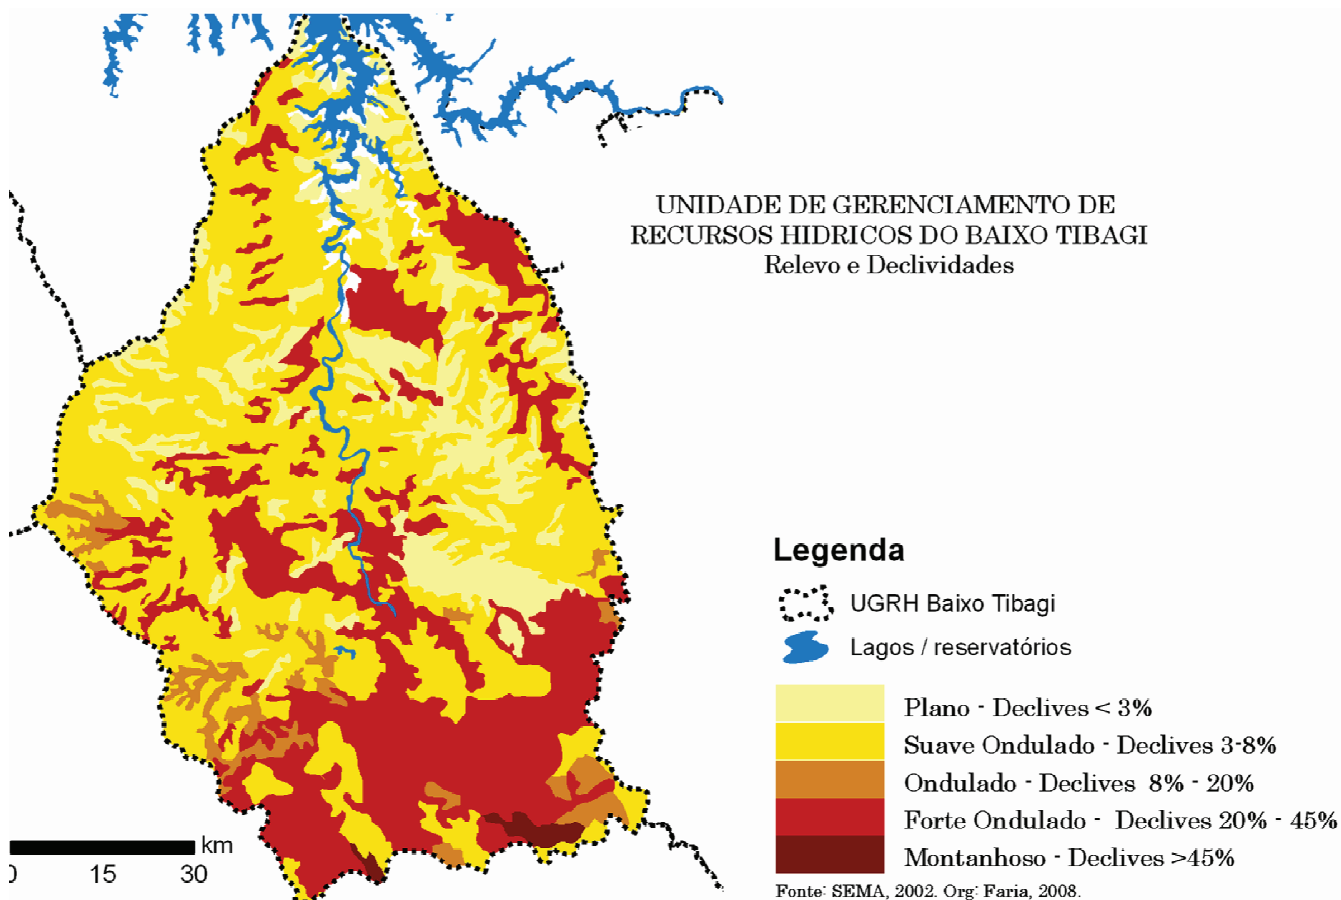 UNIDADE DE GERENCIAMENTO DE
RECURSOS HIDRICOS DO BAIXO TIBAGI
Relevo e Declividades
Legenda
UGRH Baixo Tibagi
Lagos / reservatórios
Plano - Declives < 3%
Suave Ondulado - Declives 3-8%
Ondulado - Declives 8% - 20%
Forte Ondulado - Declives 20% - 45%
Montanhoso - Declives >45%
Fonte: SEMA, 2002. Org: Faria, 2008.
km
0 15 30